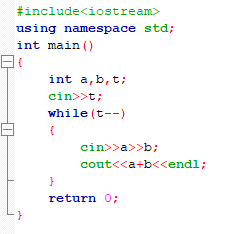 #include<iostream>
using namespace std;
int main()
{
int a,b,t;
cin>>t;
while(t--)
{
cin>>a>>b;
cout<<a+b<<endl;
}
return 0;
}